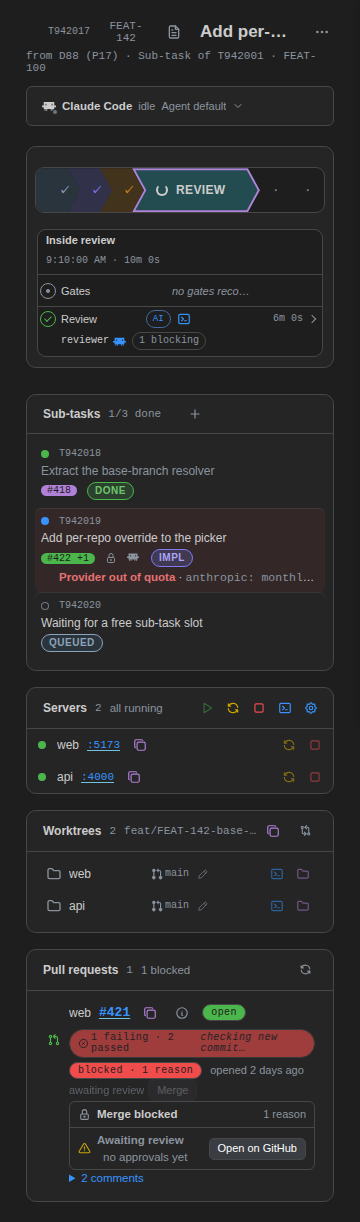 T942017 FEAT-142 Add per-…
from D88 (P17) · Sub-task of T942001 · FEAT-100
Claude Code idle Agent default
REVIEW
Inside review
9:10:00 AM · 10m 0s
Gates no gates reco…
Review AI 6m 0s
reviewer 1 blocking
Sub-tasks 1/3 done
T942018
Extract the base-branch resolver
#418 DONE
T942019
Add per-repo override to the picker
#422 +1 IMPL
Provider out of quota · anthropic: monthl…
T942020
Waiting for a free sub-task slot
QUEUED
Servers 2 all running
web :5173
api :4000
Worktrees 2 feat/FEAT-142-base-…
web main
api main
Pull requests 1 1 blocked
web #421 open
1 failing · 2 passed checking new commit…
blocked · 1 reason opened 2 days ago
awaiting review Merge
Merge blocked 1 reason
Awaiting review
no approvals yet
Open on GitHub
2 comments